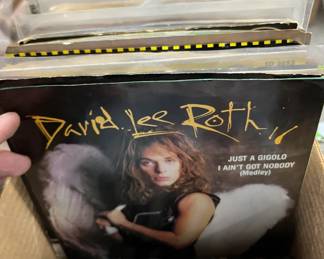 David Lee Roth
JUST A GIGOLO
I AIN'T GOT NOBODY
(Medley)